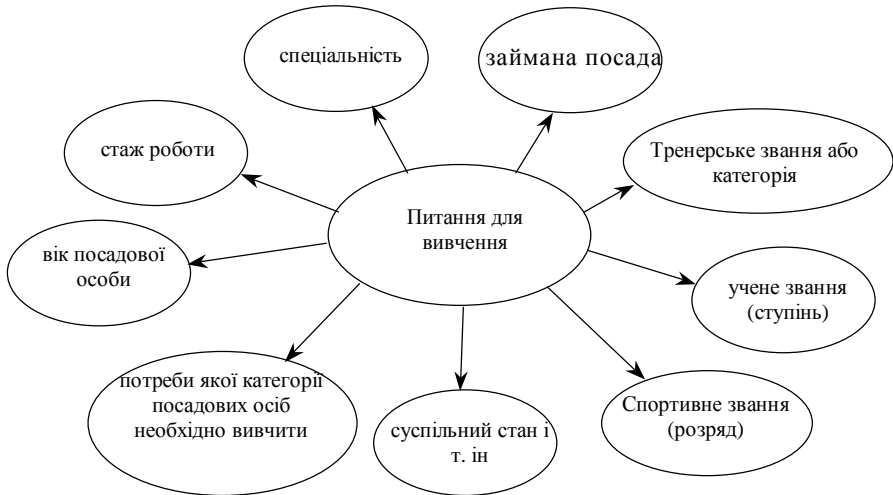 спеціальність
займана посада
стаж роботи
Тренерське звання або
категорія
Питання для
вивчення
вік посадової
особи
учене звання
(ступінь)
потреби якої категорії
посадових осіб
необхідно вивчити
суспільний стан і
т. ін
Спортивне звання
(розряд)